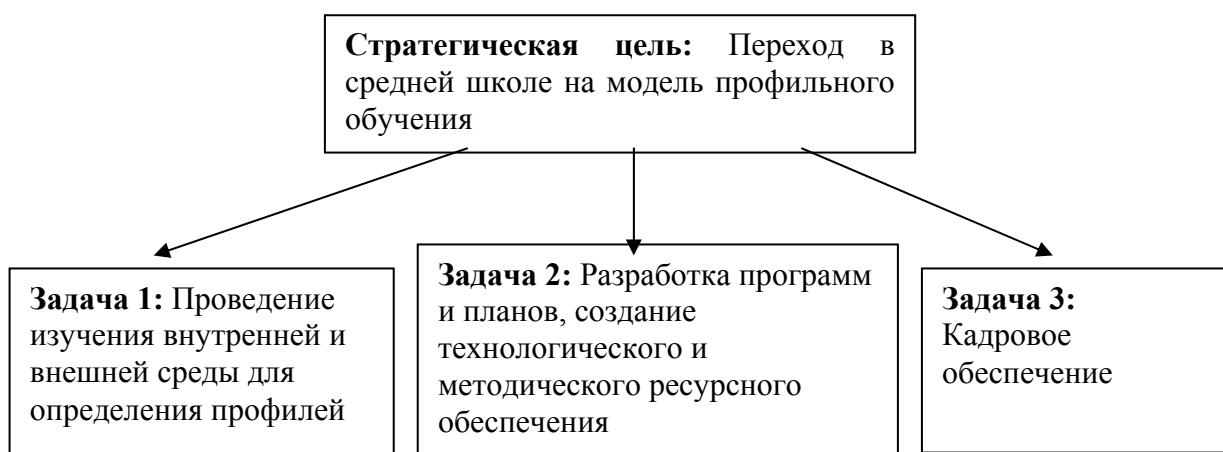 Стратегическая цель: Переход в
средней школе на модель профильного
обучения
Задача 1: Проведение
изучения внутренней и
внешней среды для
определения профилей
Задача 2: Разработка программ
и планов, создание
технологического и
методического ресурсного
обеспечения
Задача 3:
Кадровое
обеспечение